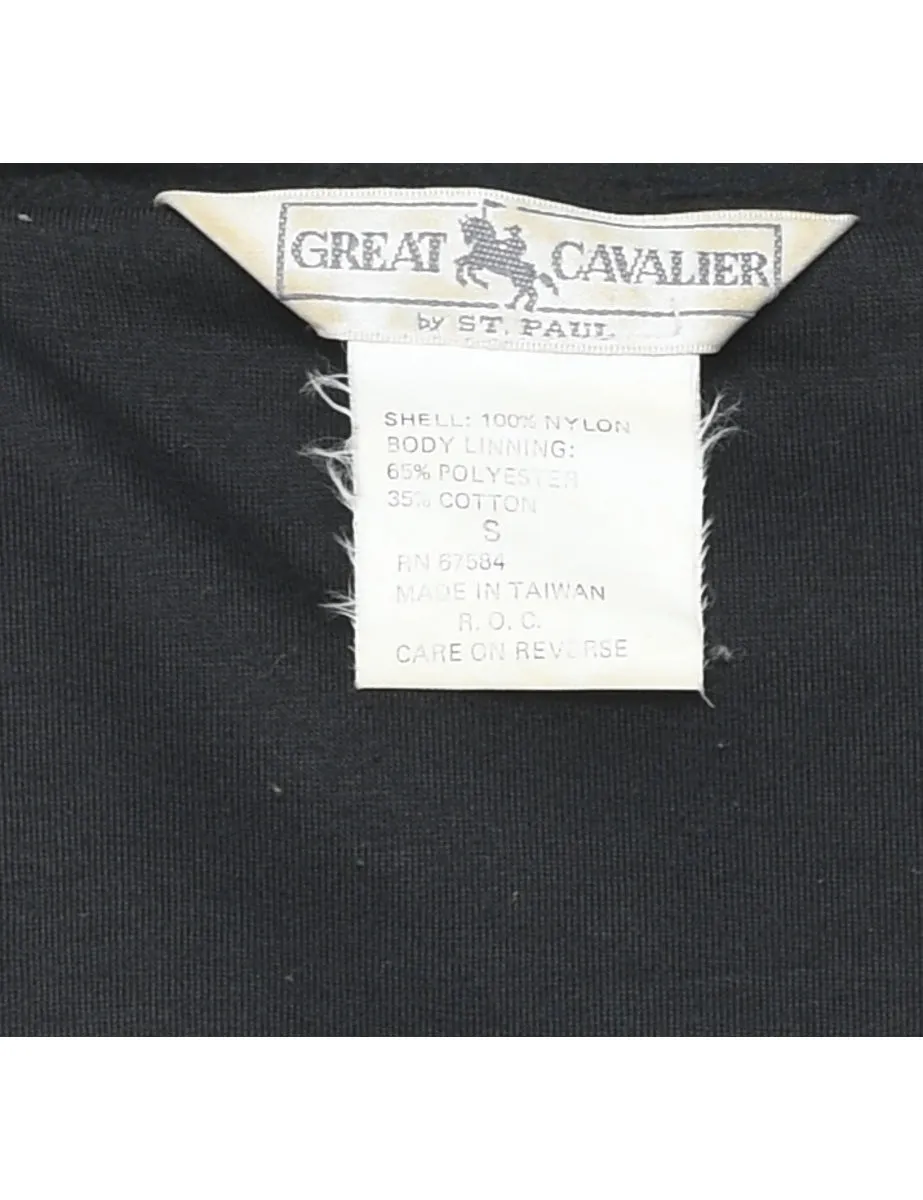 GREAT CAVALIER
by ST. PAUL
SHELL: 100% NYLON
BODY LINNING:
65% POLYESTER
35% COTTON
S
RN 67584
MADE IN TAIWAN
R. O. C.
CARE ON REVERSE